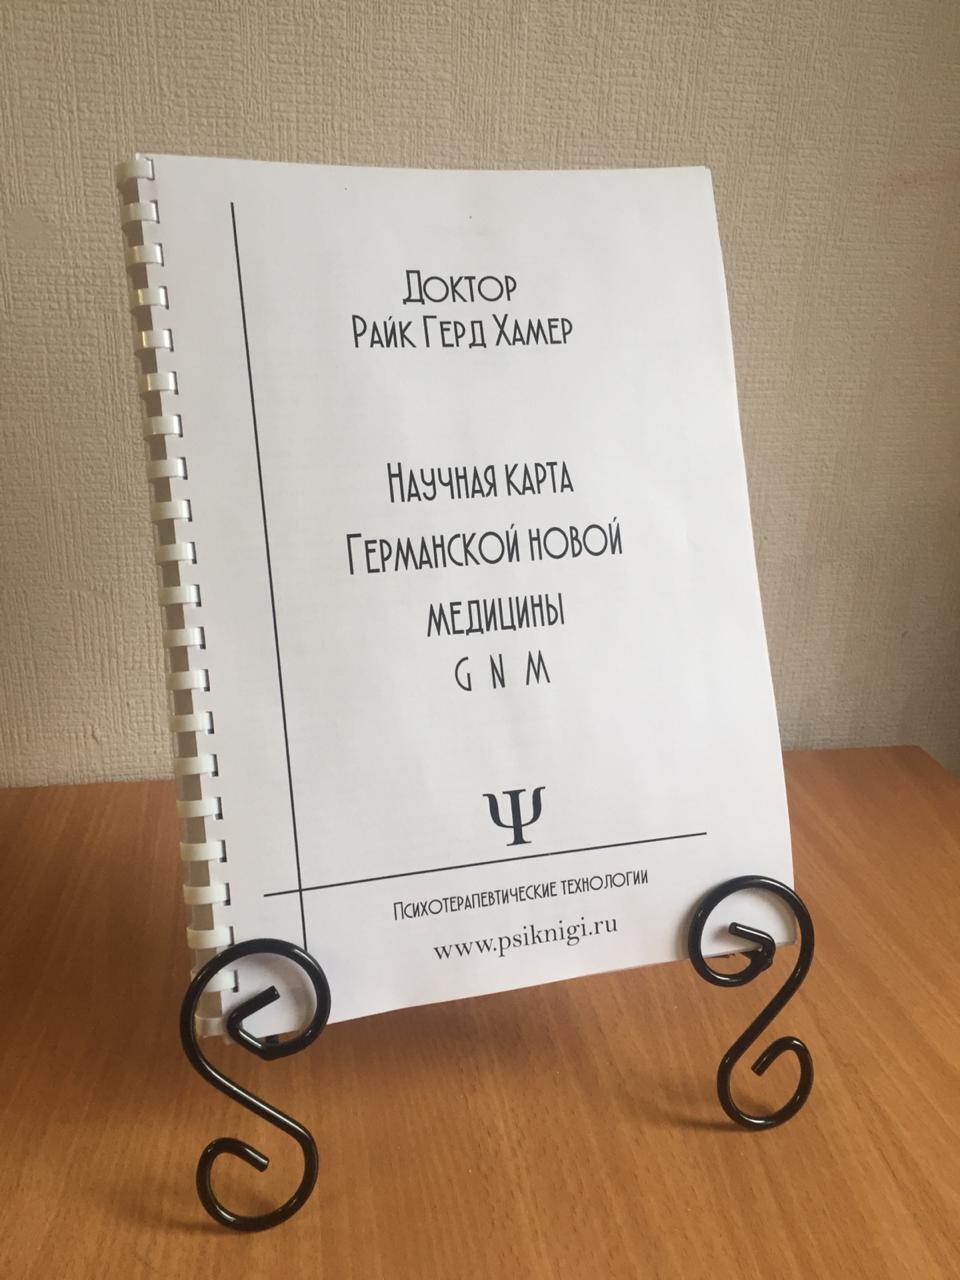 Доктор
Райк Герд Хамер
Научная карта
Германской новой
медицины
G N M
Ψ
Психотерапевтические технологии
www.psiknigi.ru